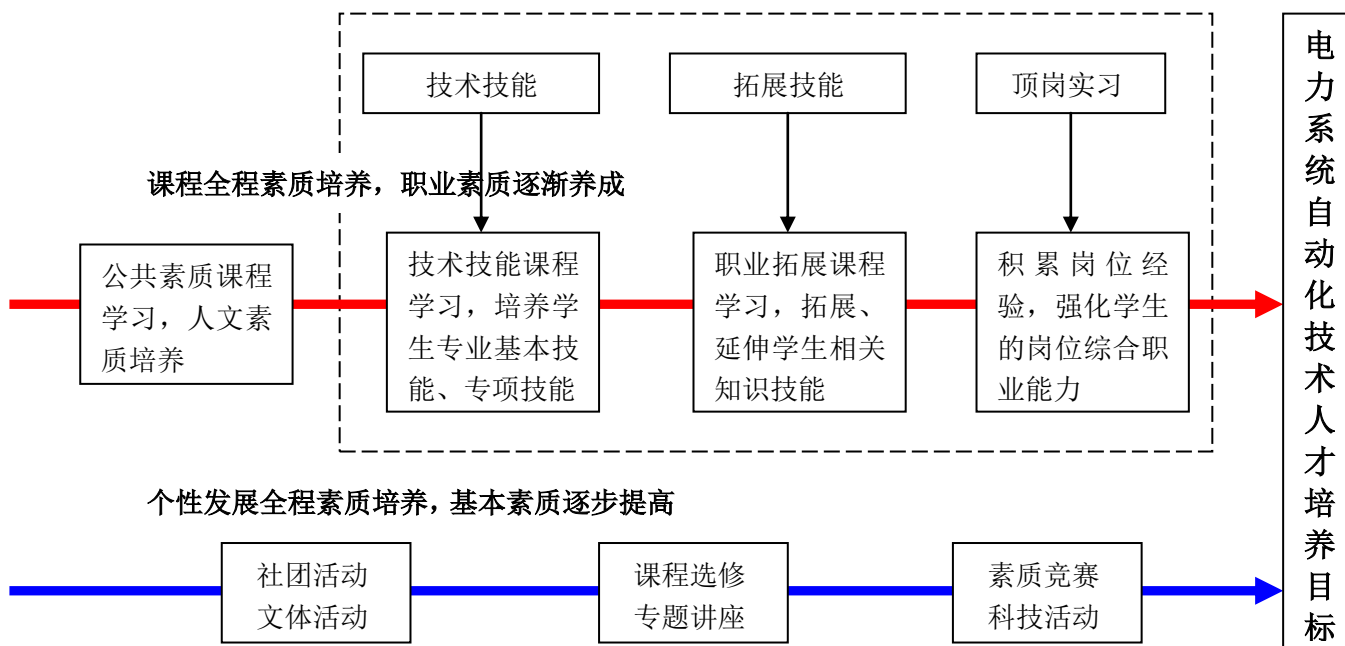 技术技能
拓展技能
顶岗实习
课程全程素质培养，职业素质逐渐养成
公共素质课程
学习，人文素
质培养
技术技能课程
学习，培养学
生专业基本技
能、专项技能
职业拓展课程
学习，拓展、
延伸学生相关
知识技能
积累岗位经
验，强化学生
的岗位综合职
业能力
个性发展全程素质培养，基本素质逐步提高
社团活动
文体活动
课程选修
专题讲座
素质竞赛
科技活动
电力系统自动化技术人才培养目标